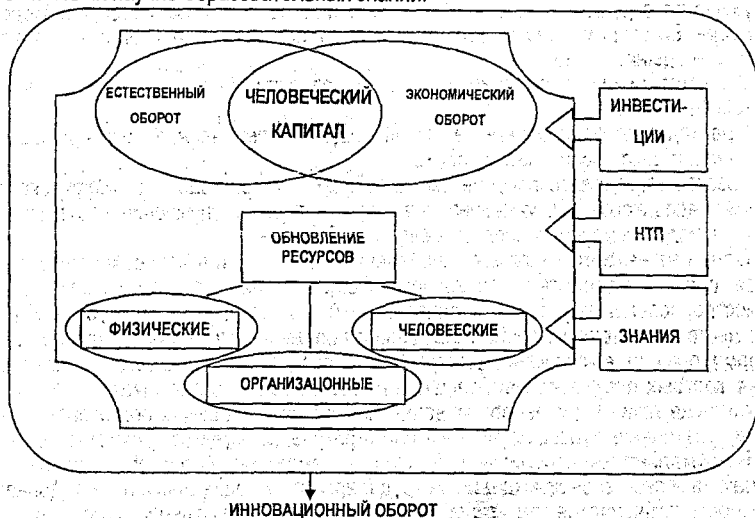 ЕСТЕСТВЕННЫЙ
ОБОРОТ
ЧЕЛОВЕЧЕСКИЙ
КАПИТАЛ
ЭКОНОМИЧЕСКИЙ
ОБОРОТ
ИНВЕСТИ-
ЦИИ
ОБНОВЛЕНИЕ
РЕСУРСОВ
НТП
ФИЗИЧЕСКИЕ
ЧЕЛОВЕЕСКИЕ
ЗНАНИЯ
ОРГАНИЗАЦОННЫЕ
ИННОВАЦИОННЫЙ ОБОРОТ